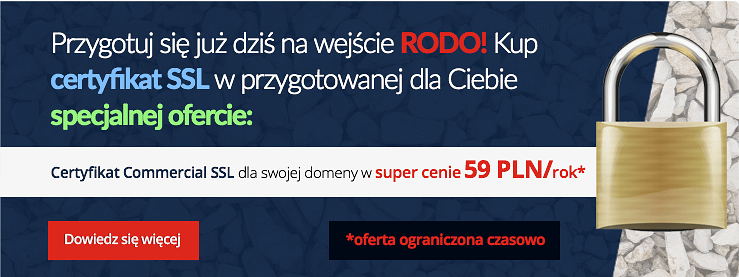 Przygotuj się już dziś na wejście RODO! Kup
certyfikat SSL w przygotowanej dla Ciebie
specjalnej ofercie:
Certyfikat Commercial SSL dla swojej domeny w super cenie 59 PLN/rok*
Dowiedz się więcej
*oferta ograniczona czasowo